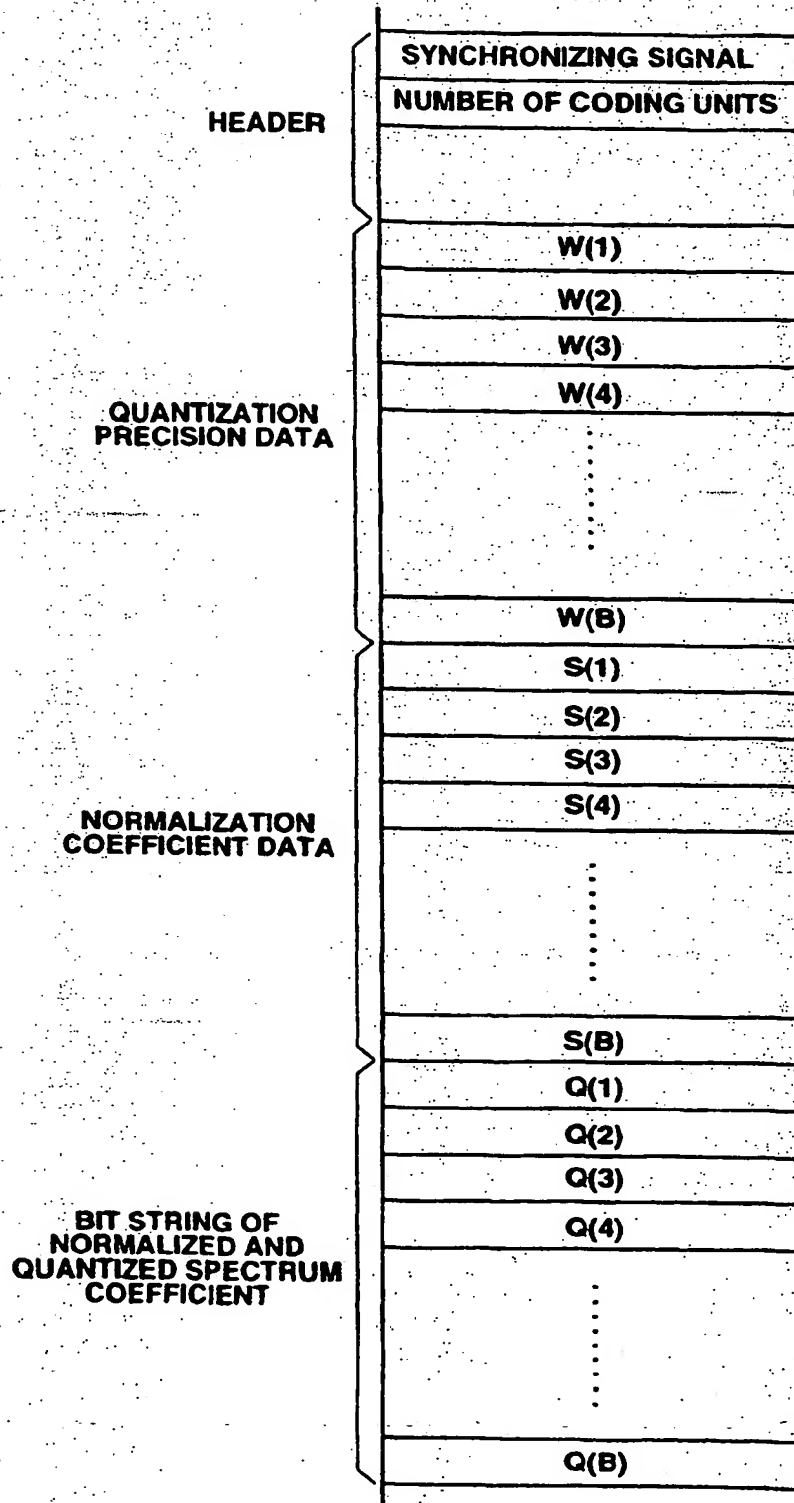 HEADER
SYNCHRONIZING SIGNAL
NUMBER OF CODING UNITS
QUANTIZATION
PRECISION DATA
W(1)
W(2)
W(3)
W(4)
W(B)
NORMALIZATION
COEFFICIENT DATA
S(1)
S(2)
S(3)
S(4)
S(B)
BIT STRING OF
NORMALIZED AND
QUANTIZED SPECTRUM
COEFFICIENT
Q(1)
Q(2)
Q(3)
Q(4)
Q(B)